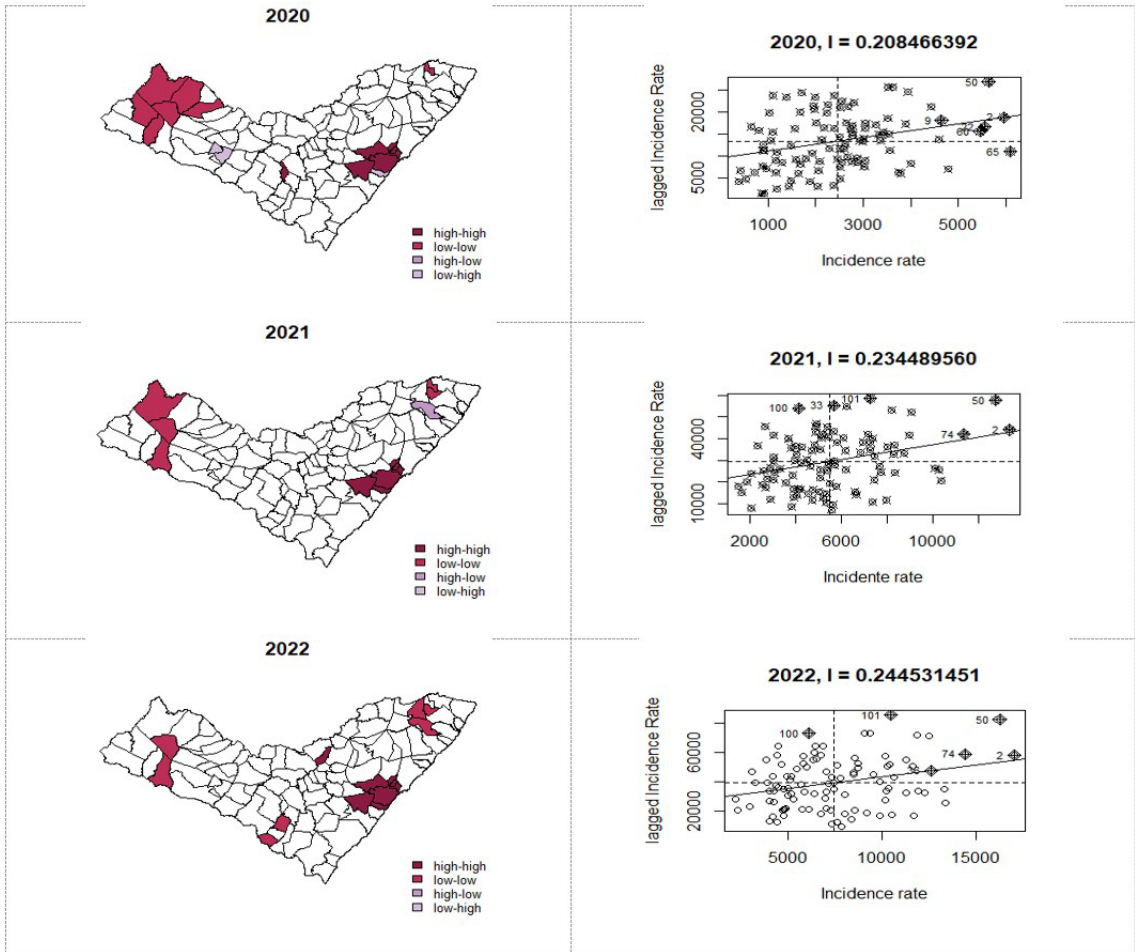 2020
high-high
low-low
high-low
low-high
2020, I = 0.208466392
lagged Incidence Rate
20000
5000
50
9
2
60
65
1000
3000
5000
Incidence rate
2021
high-high
low-low
high-low
low-high
2021, I = 0.234489560
lagged Incidence Rate
40000
10000
100
33
101
50
74
2
2000
6000
10000
Incidente rate
2022
high-high
low-low
high-low
low-high
2022, I = 0.244531451
lagged Incidence Rate
60000
20000
100
101
50
74
2
5000
10000
15000
Incidence rate